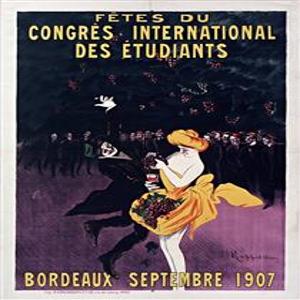 FÊTES DU
CONGRÈS INTERNATIONAL
DES ÉTUDIANTS
BORDEAUX SEPTEMBRE 1907